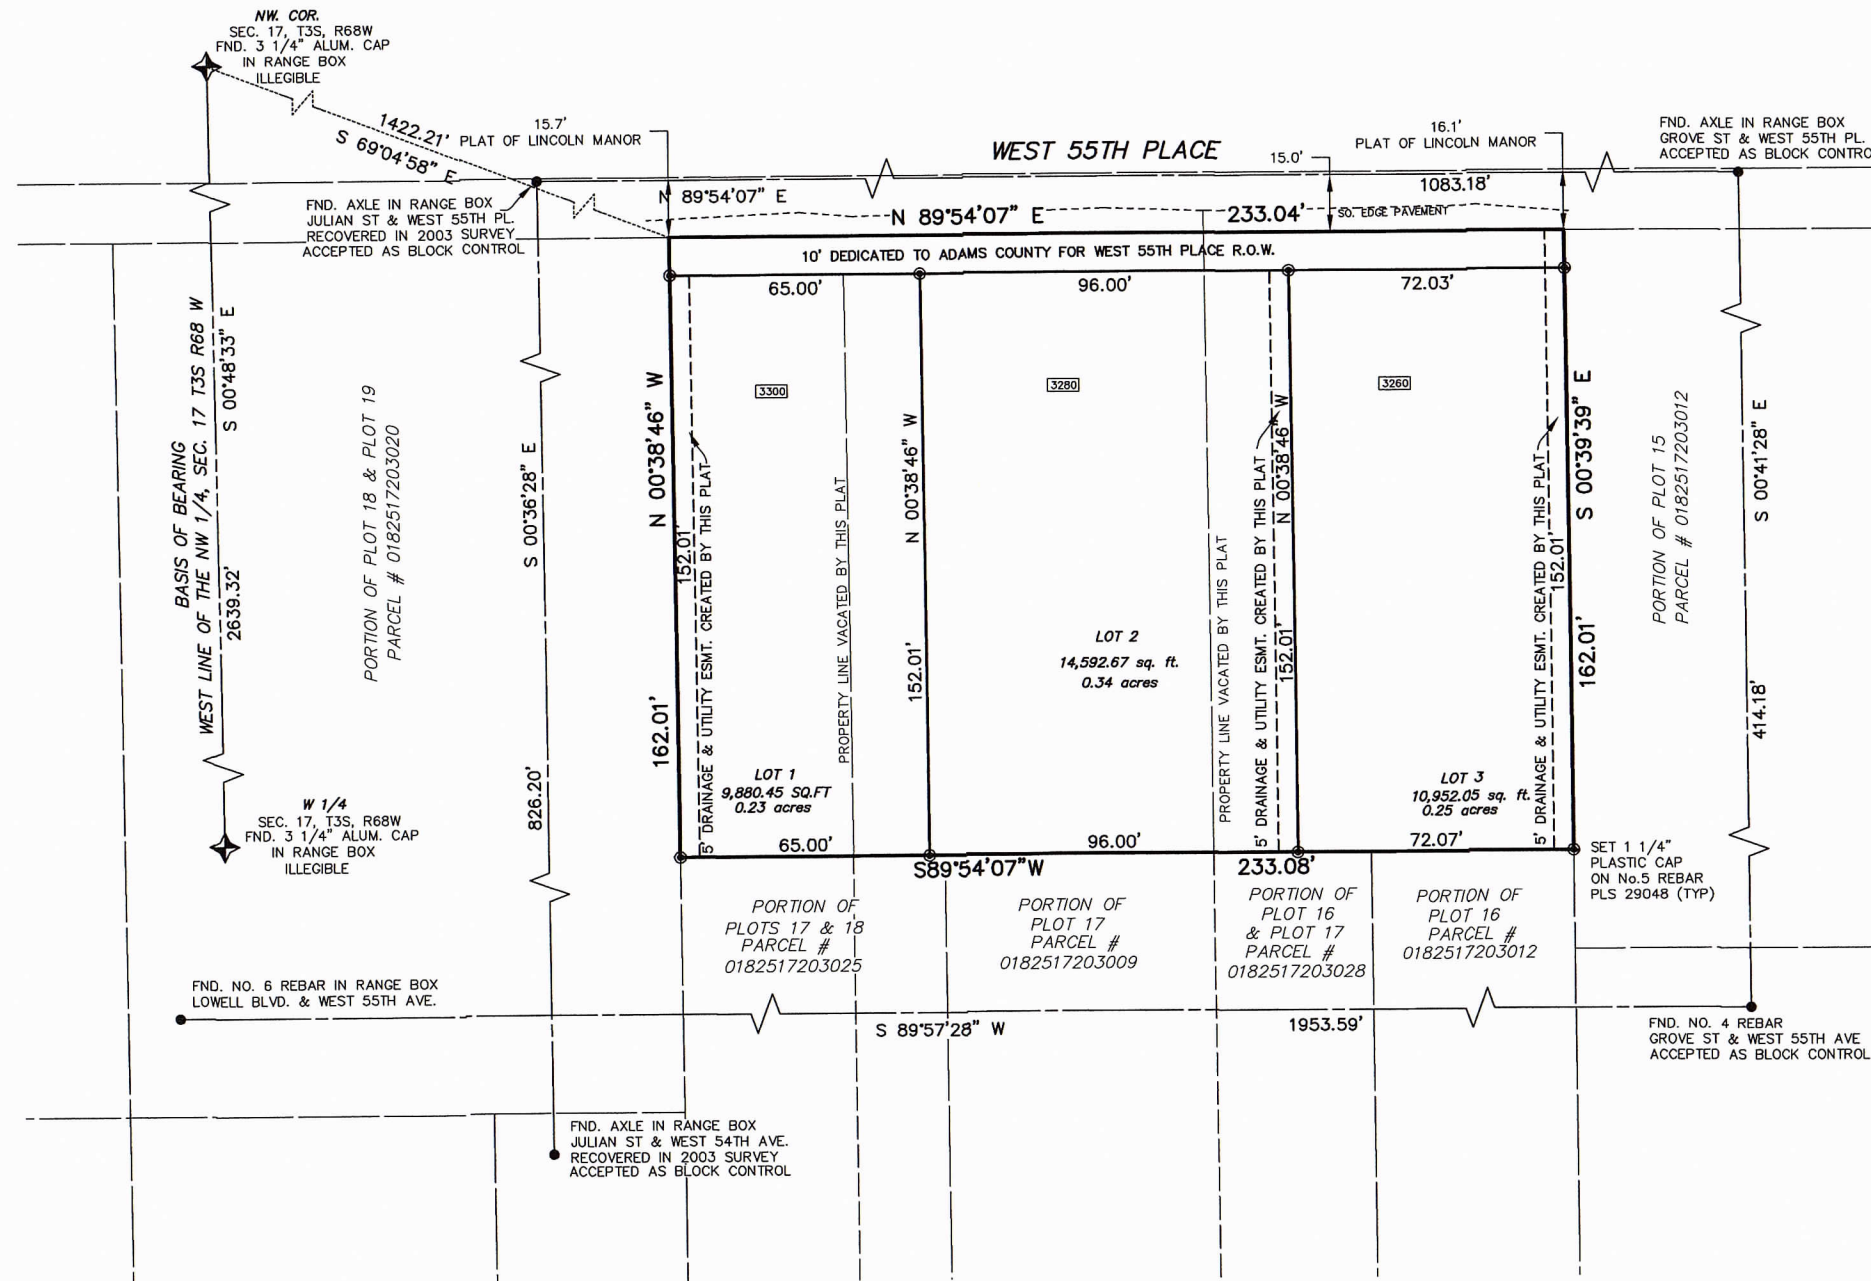 NW. COR.
SEC. 17, T3S, R68W
FND. 3 1/4" ALUM. CAP
IN RANGE BOX
ILLEGIBLE
1422.21'
S 69°04'58" E
15.7'
PLAT OF LINCOLN MANOR
WEST 55TH PLACE
15.0'
16.1'
PLAT OF LINCOLN MANOR
1083.18'
FND. AXLE IN RANGE BOX
GROVE ST & WEST 55TH PL.
ACCEPTED AS BLOCK
FND. AXLE IN RANGE BOX
JULIAN ST & WEST 55TH PL.
RECOVERED IN 2003 SURVEY
ACCEPTED AS BLOCK CONTROL
N 89°54'07" E
N 89°54'07" E
233.04'
SO. EDGE PAVEMENT
10' DEDICATED TO ADAMS COUNTY FOR WEST 55TH PLACE R.O.W.
65.00'
96.00'
72.03'
BASIS OF BEARING
WEST LINE OF THE NW 1/4, SEC. 17 T3S R68 W
S 00°48'33" E
2639.32'
PORTION OF PLOT 18 & PLOT 19
PARCEL # 0182517203020
S 00°36'28" E
826.20'
N 00°38'46" W
152.01'
162.01'
5' DRAINAGE & UTILITY ESMT. CREATED BY THIS PLAT
3300
PROPERTY LINE VACATED BY THIS PLAT
N 00°38'46" W
152.01'
3280
PROPERTY LINE VACATED BY THIS PLAT
5' DRAINAGE & UTILITY ESMT. CREATED BY THIS PLAT
N 00°38'46" W
152.01'
3260
5' DRAINAGE & UTILITY ESMT. CREATED BY THIS PLAT
152.01'
S 00°39'39" E
162.01'
PORTION OF PLOT 15
PARCEL # 0182517203012
S 00°41'28" E
414.18'
LOT 2
14,592.67 sq. ft.
0.34 acres
LOT 1
9,880.45 SQ.FT
0.23 acres
LOT 3
10,952.05 sq. ft.
0.25 acres
W 1/4
SEC. 17, T3S, R68W
FND. 3 1/4" ALUM. CAP
IN RANGE BOX
ILLEGIBLE
65.00'
96.00'
72.07'
S89°54'07"W
233.08'
SET 1 1/4"
PLASTIC CAP
ON No.5 REBAR
PLS 29048 (TYP)
PORTION OF
PLOTS 17 & 18
PARCEL #
0182517203025
PORTION OF
PLOT 17
PARCEL #
0182517203009
PORTION OF
PLOT 16
& PLOT 17
PARCEL #
0182517203028
PORTION OF
PLOT 16
PARCEL #
0182517203012
FND. NO. 6 REBAR IN RANGE BOX
LOWELL BLVD. & WEST 55TH AVE.
S 89°57'28" W
1953.59'
FND. NO. 4 REBAR
GROVE ST & WEST 55TH AVE
ACCEPTED AS BLOCK CONTROL
FND. AXLE IN RANGE BOX
JULIAN ST & WEST 54TH AVE.
RECOVERED IN 2003 SURVEY
ACCEPTED AS BLOCK CONTROL